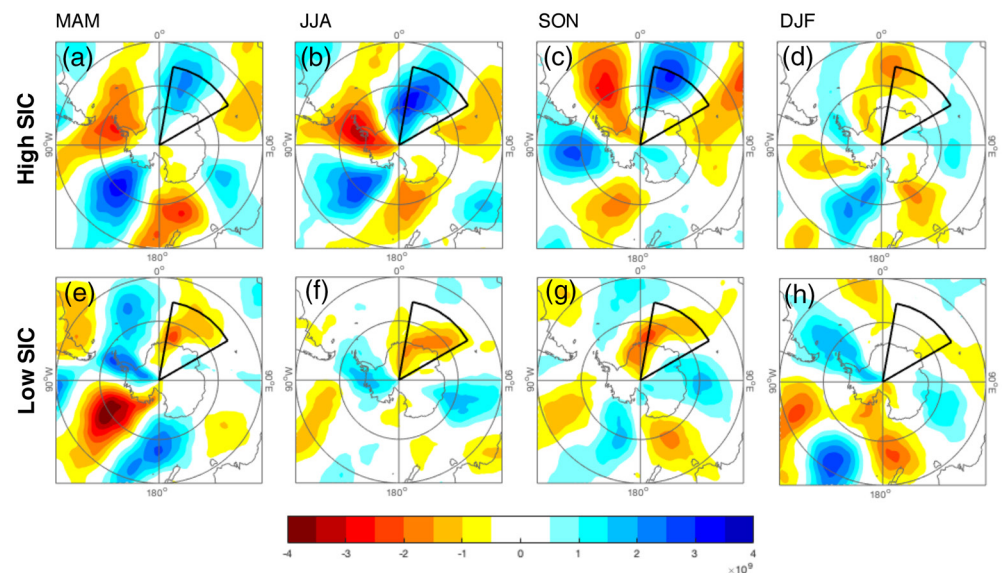 MAM JJA SON DJF
High SIC
(a) 0° 90°W 90°E 180°
(b) 0° 90°W 90°E 180°
(c) 0° 90°W 90°E 180°
(d) 0° 90°W 90°E 180°
Low SIC
(e) 0° 90°W 90°E 180°
(f) 0° 90°W 90°E 180°
(g) 0° 90°W 90°E 180°
(h) 0° 90°W 90°E 180°
-4 -3 -2 -1 0 1 2 3 4
×10⁹